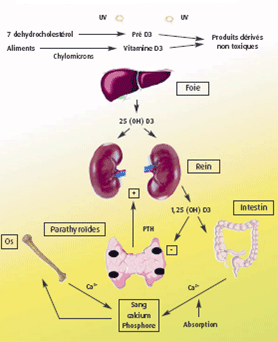 UV UV
7 dehydrocholestérol Pré D3 Produits dérivés
non toxiques
Aliments Vitamine D3
Chylomicrons
Foie
25 (OH) D3
Rein
+
1,25 (OH) D3
Intestin
Parathyroïdes
PTH
-
Os
Ca²⁺
Ca²⁺
Sang
calcium
Phosphore
Absorption